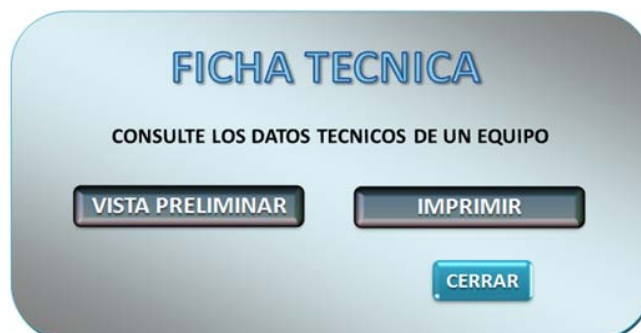 FICHA TECNICA
CONSULTE LOS DATOS TECNICOS DE UN EQUIPO
VISTA PRELIMINAR
IMPRIMIR
CERRAR